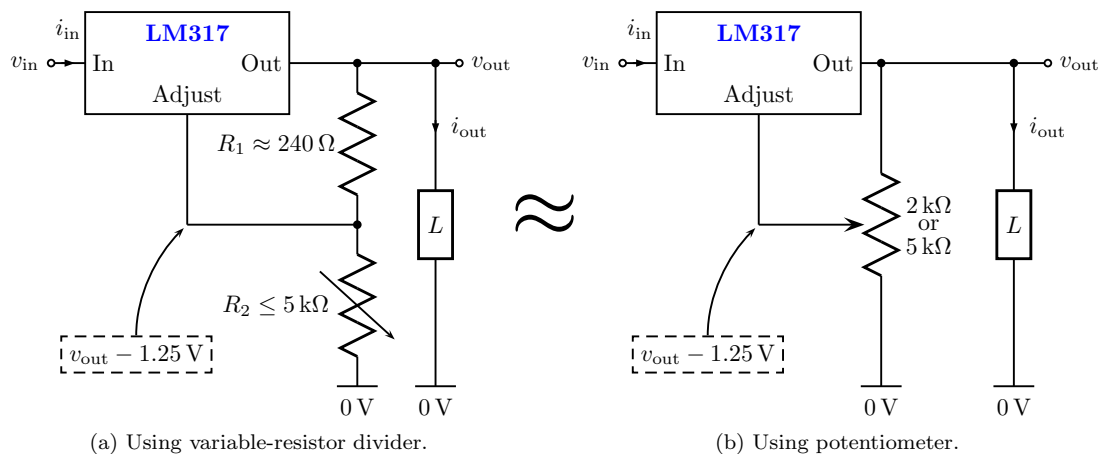 LM317
i_in
v_in
In
Out
v_out
Adjust
i_out
R_1 ≈ 240 Ω
L
R_2 ≤ 5 kΩ
v_out − 1.25 V
0 V
0 V
(a) Using variable-resistor divider.
≈
LM317
i_in
v_in
In
Out
v_out
Adjust
i_out
2 kΩ
or
5 kΩ
L
v_out − 1.25 V
0 V
0 V
(b) Using potentiometer.